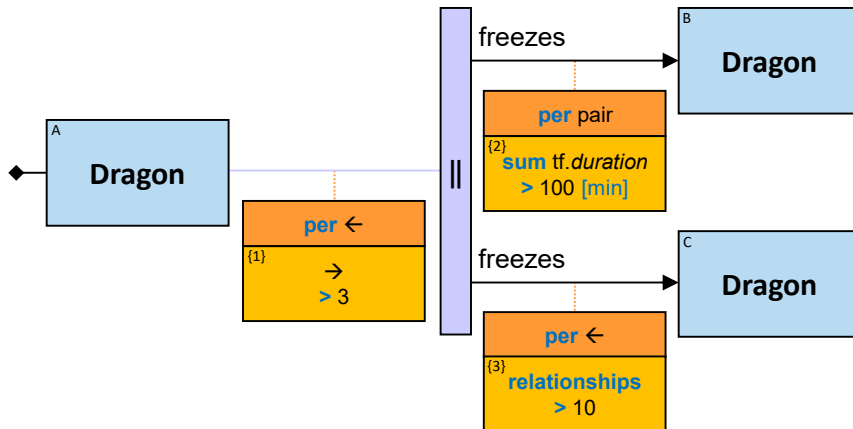 A
Dragon
per ←
{1}
→
> 3
||
freezes
B
Dragon
per pair
{2}
sum tf.duration
> 100 [min]
freezes
C
Dragon
per ←
{3}
relationships
> 10